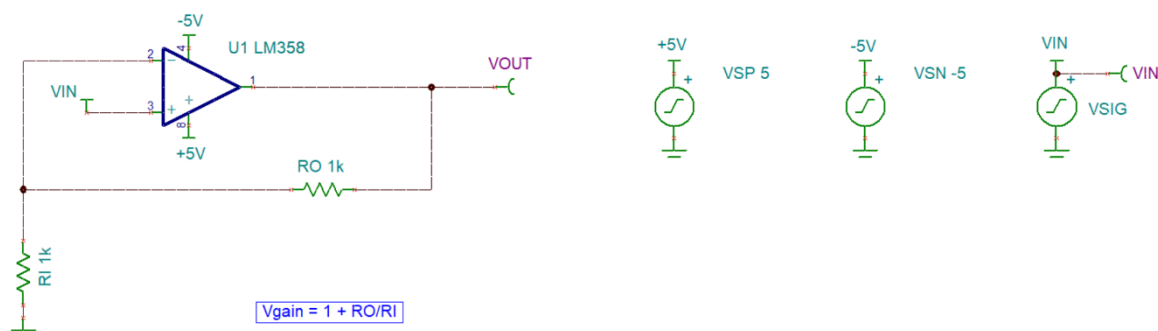 -5V
U1 LM358
2
4
1
VOUT
VIN
3
8
+5V
RO 1k
RI 1k
Vgain = 1 + RO/RI
+5V
VSP 5
-5V
VSN -5
VIN
VIN
VSIG